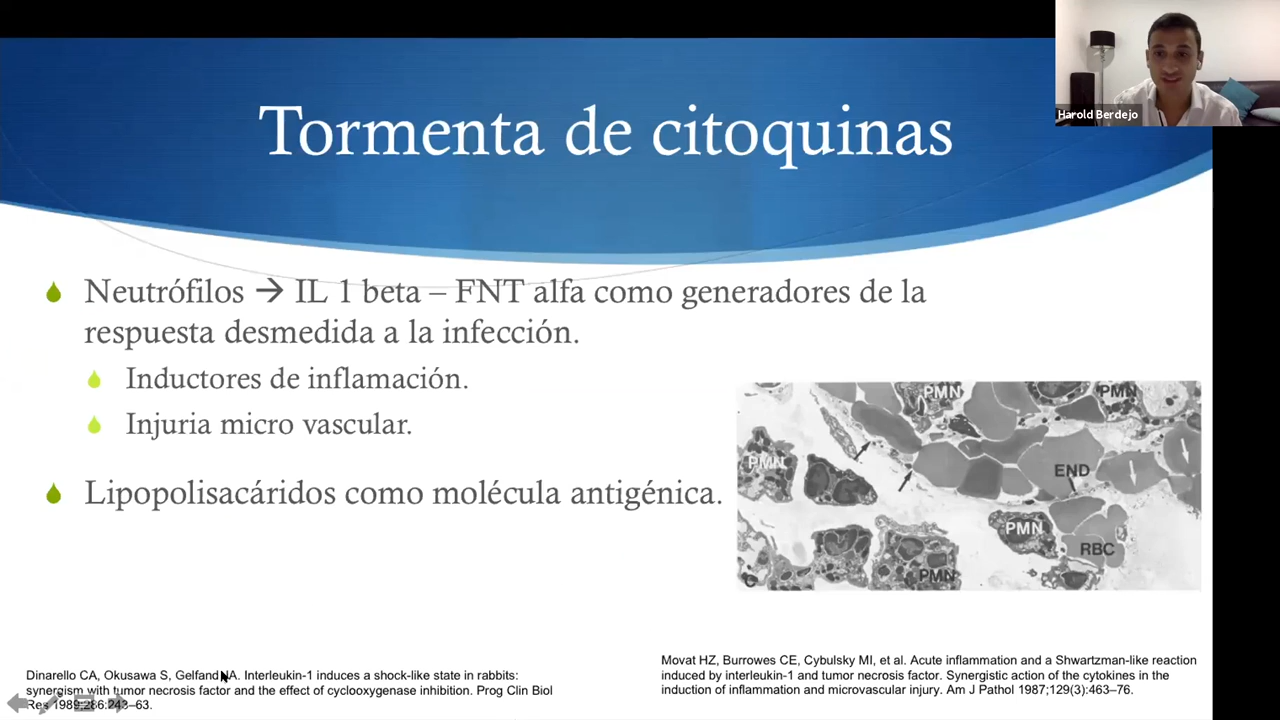 Harold Berdejo
Tormenta de citoquinas
Neutrófilos → IL 1 beta – FNT alfa como generadores de la
respuesta desmedida a la infección.
Inductores de inflamación.
Injuria micro vascular.
Lipopolisacáridos como molécula antigénica.
PMN
PMN
PMN
END
PMN
RBC
PMN
C
Dinarello CA, Okusawa S, Gelfand NA. Interleukin-1 induces a shock-like state in rabbits:
synergism with tumor necrosis factor and the effect of cyclooxygenase inhibition. Prog Clin Biol
Res 1989;286:243–63.
Movat HZ, Burrowes CE, Cybulsky MI, et al. Acute inflammation and a Shwartzman-like reaction
induced by interleukin-1 and tumor necrosis factor. Synergistic action of the cytokines in the
induction of inflammation and microvascular injury. Am J Pathol 1987;129(3):463–76.